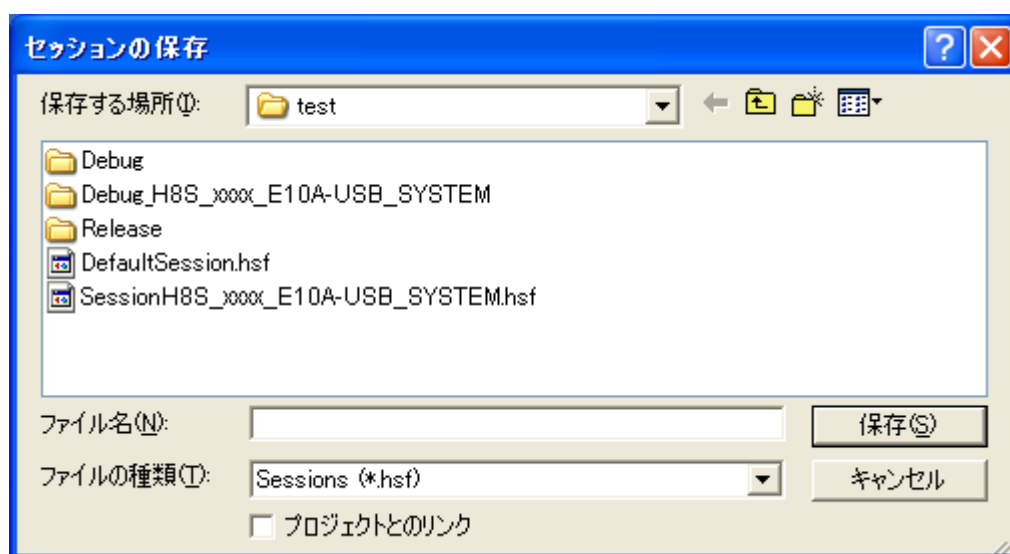 セッションの保存
保存する場所(I): test
Debug
Debug_H8S_xxxx_E10A-USB_SYSTEM
Release
DefaultSession.hsf
SessionH8S_xxxx_E10A-USB_SYSTEM.hsf
ファイル名(N): 保存(S)
ファイルの種類(T): Sessions (*.hsf) キャンセル
プロジェクトとのリンク